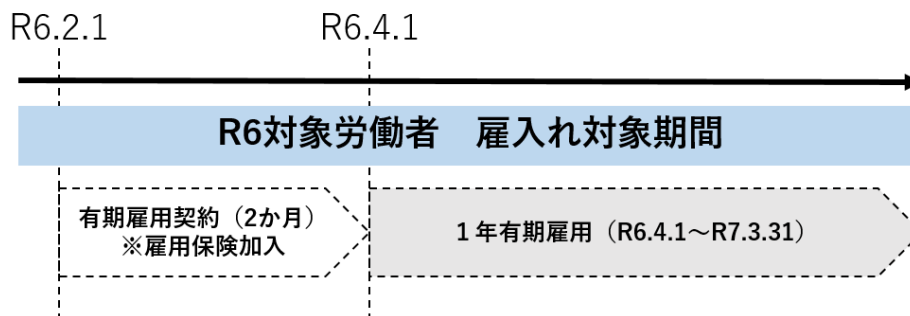 R6.2.1
R6.4.1
R6対象労働者　雇入れ対象期間
有期雇用契約（2か月）
※雇用保険加入
１年有期雇用（R6.4.1～R7.3.31）